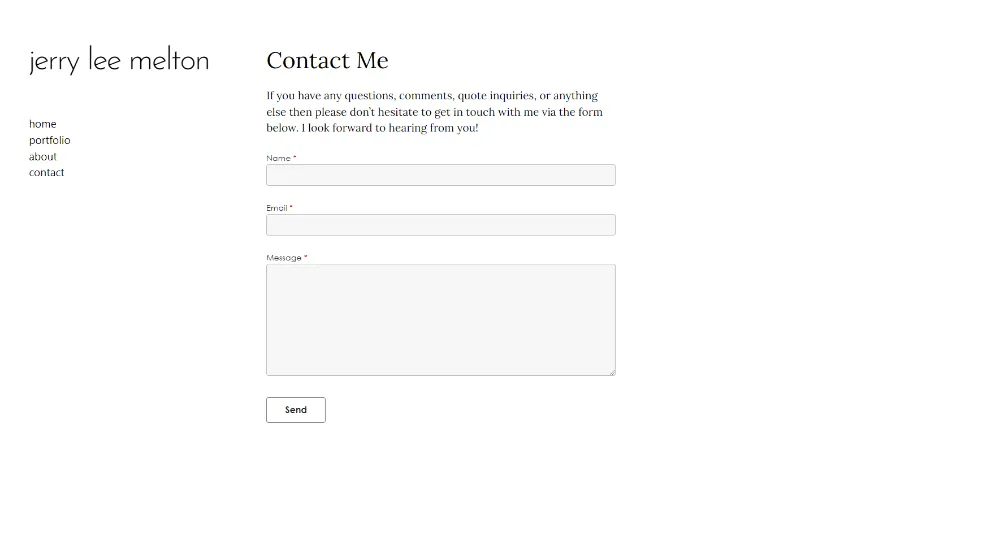 jerry lee melton
home
portfolio
about
contact
Contact Me
If you have any questions, comments, quote inquiries, or anything
else then please don't hesitate to get in touch with me via the form
below. I look forward to hearing from you!
Name *
Email *
Message *
Send